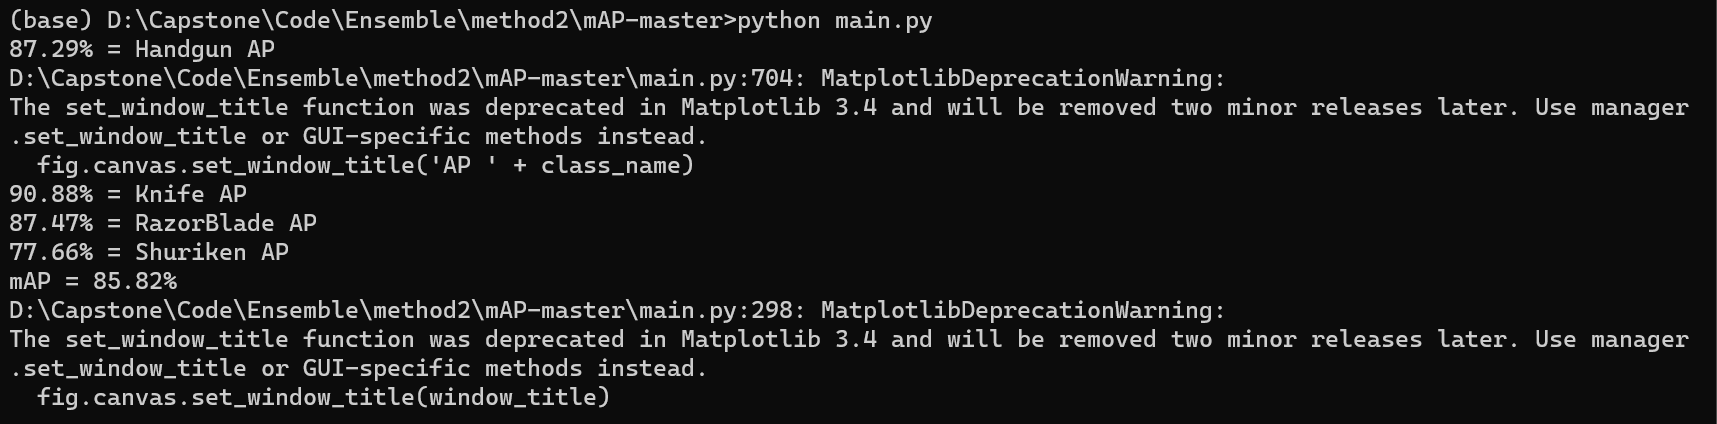 (base) D:\Capstone\Code\Ensemble\method2\mAP-master>python main.py
87.29% = Handgun AP
D:\Capstone\Code\Ensemble\method2\mAP-master\main.py:704: MatplotlibDeprecationWarning:
The set_window_title function was deprecated in Matplotlib 3.4 and will be removed two minor releases later. Use manager
.set_window_title or GUI-specific methods instead.
  fig.canvas.set_window_title('AP ' + class_name)
90.88% = Knife AP
87.47% = RazorBlade AP
77.66% = Shuriken AP
mAP = 85.82%
D:\Capstone\Code\Ensemble\method2\mAP-master\main.py:298: MatplotlibDeprecationWarning:
The set_window_title function was deprecated in Matplotlib 3.4 and will be removed two minor releases later. Use manager
.set_window_title or GUI-specific methods instead.
  fig.canvas.set_window_title(window_title)